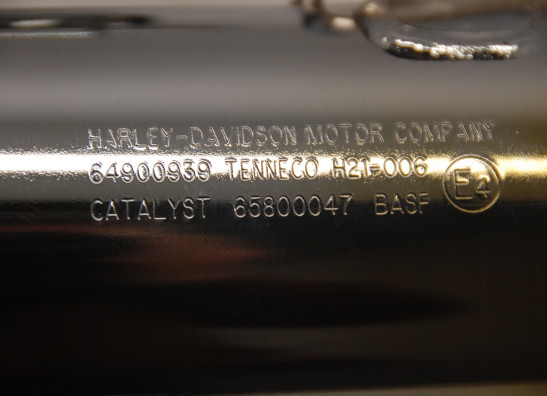 HARLEY-DAVIDSON MOTOR COMPANY
64900939 TENNECO H21-006
E4
CATALYST 65800047 BASF